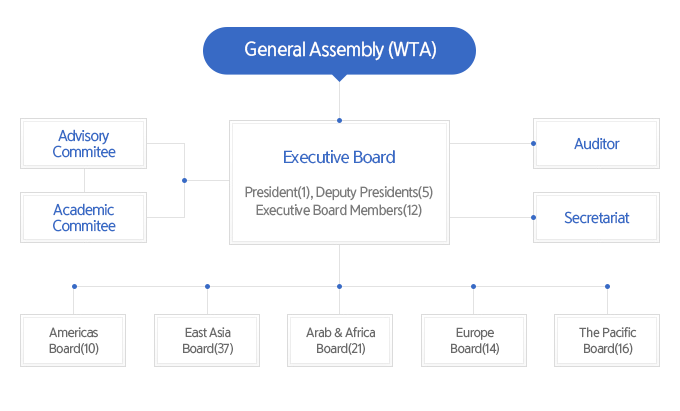 General Assembly (WTA)
Advisory
Commitee
Academic
Commitee
Executive Board
President(1), Deputy Presidents(5)
Executive Board Members(12)
Auditor
Secretariat
Americas
Board(10)
East Asia
Board(37)
Arab & Africa
Board(21)
Europe
Board(14)
The Pacific
Board(16)